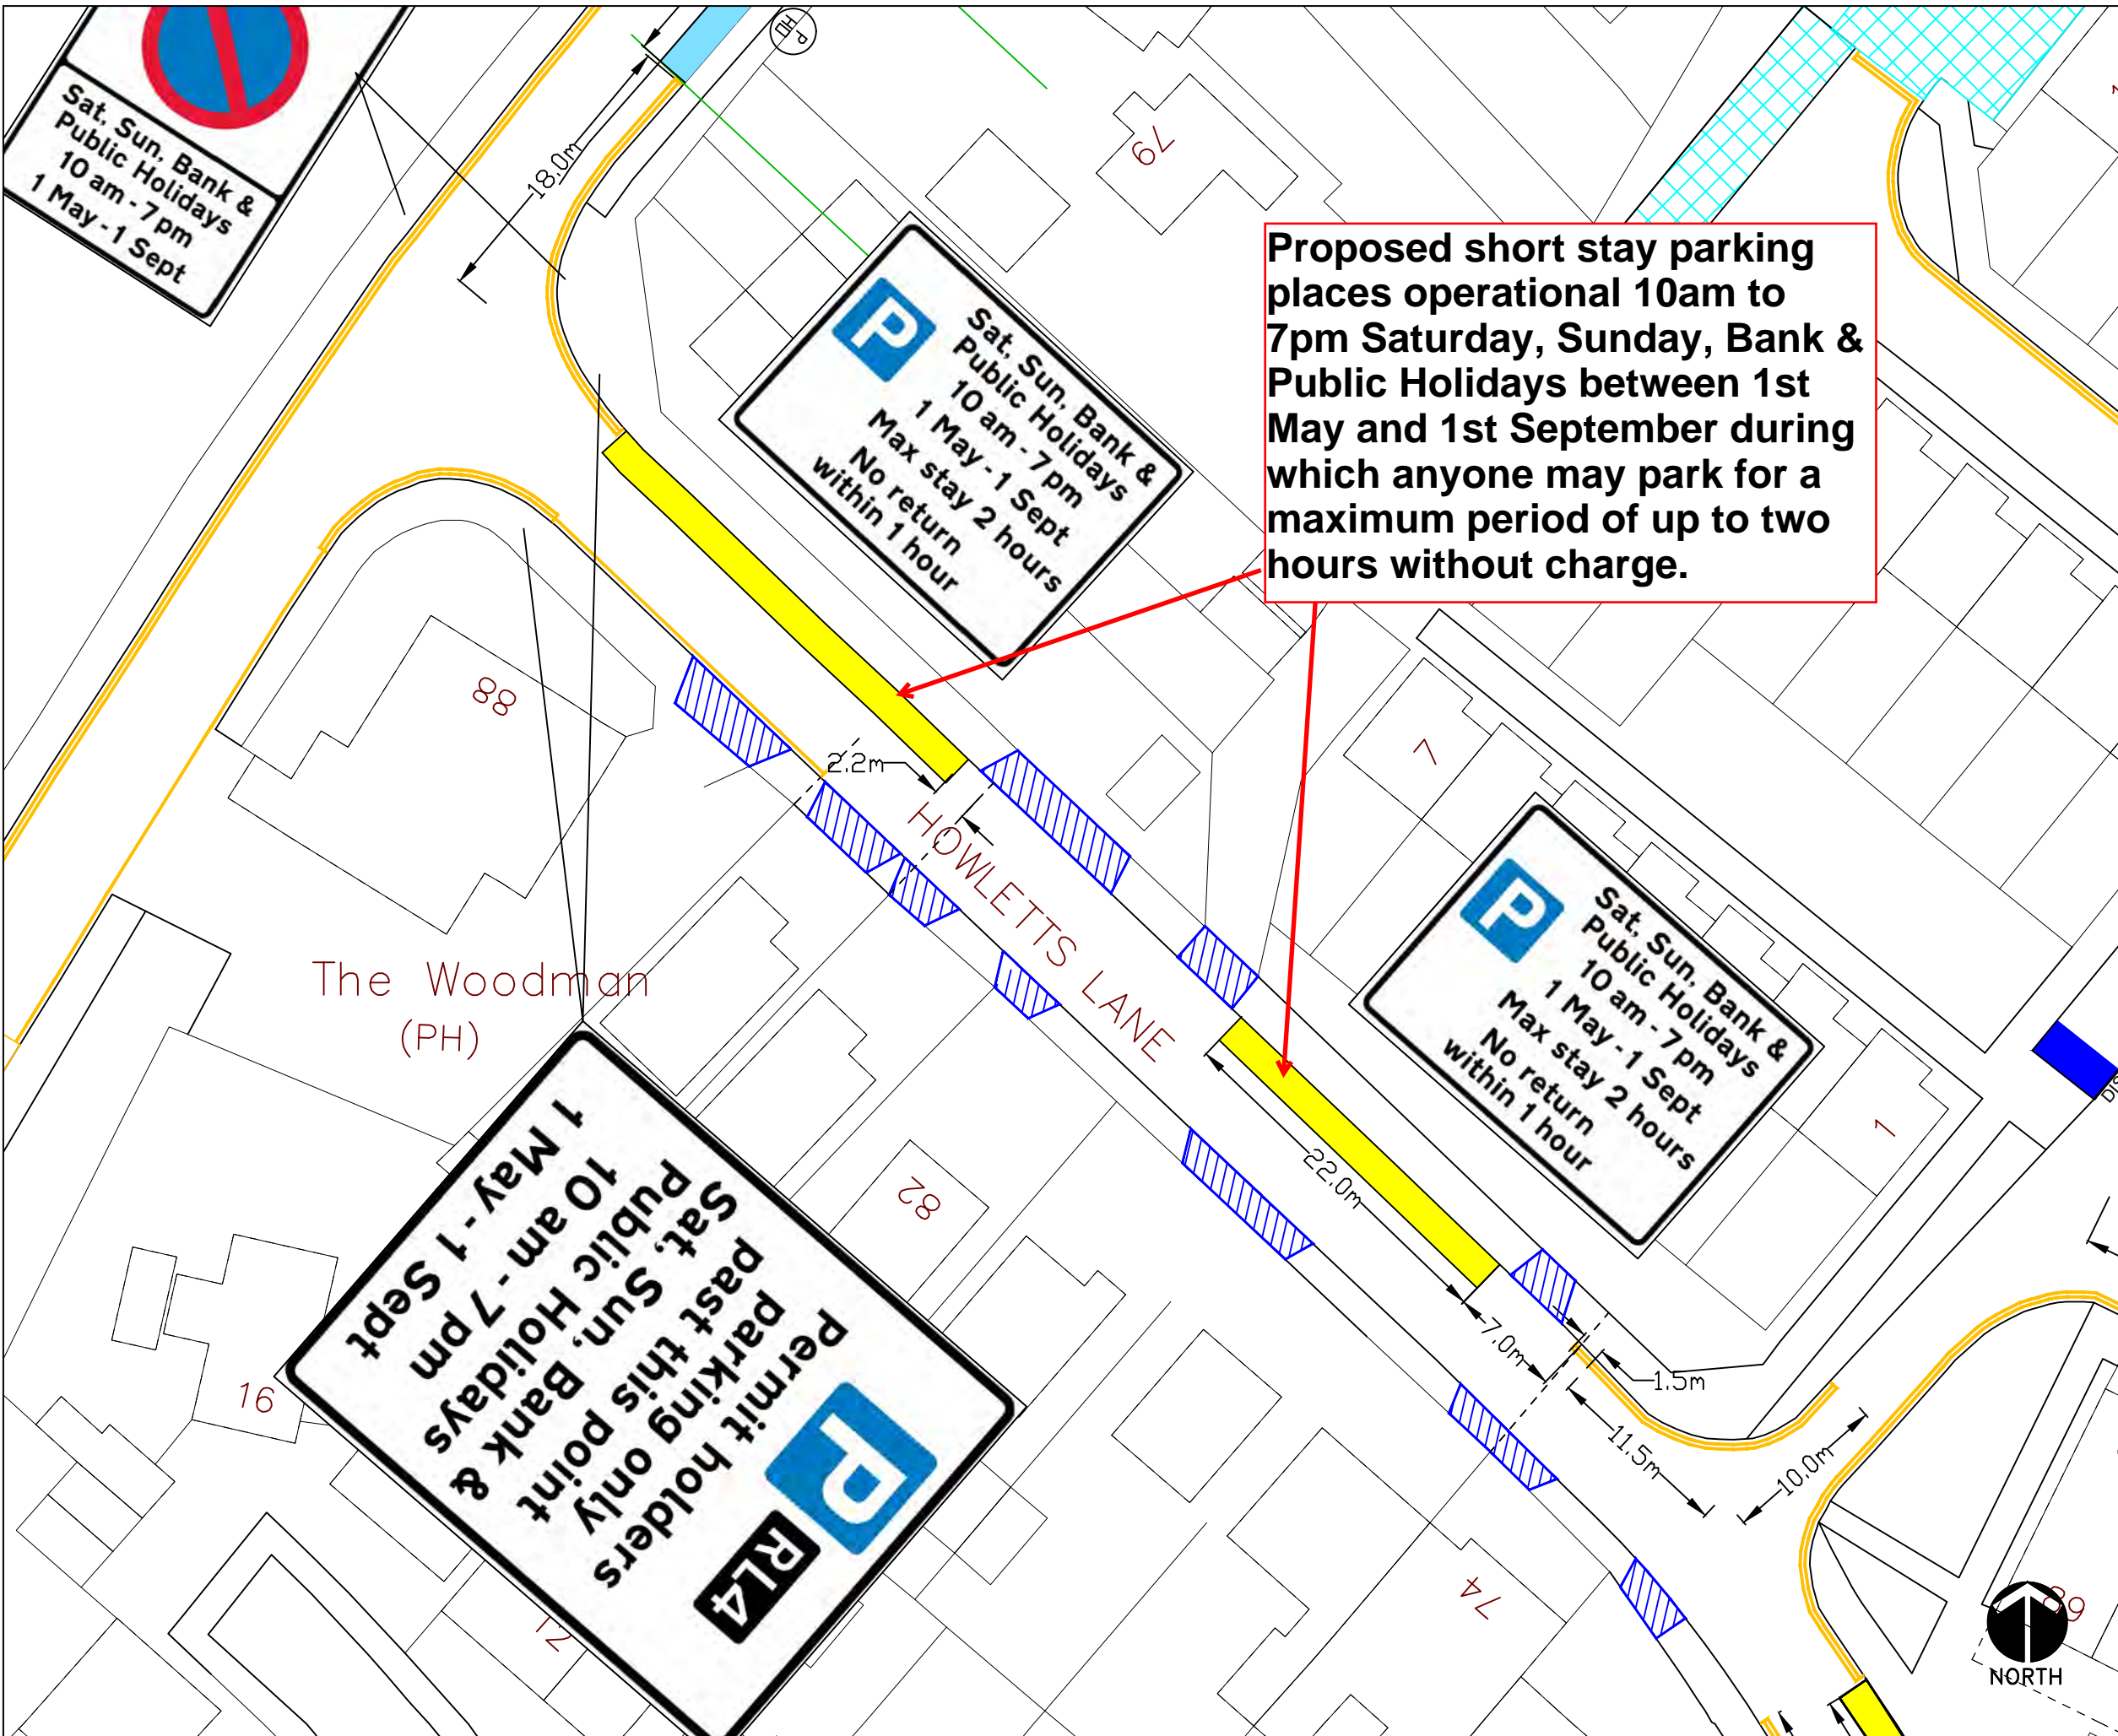 Sat, Sun, Bank &
Public Holidays
10 am - 7 pm
1 May - 1 Sept
18.0m
79
P
Sat, Sun, Bank &
Public Holidays
10 am - 7 pm
1 May - 1 Sept
Max stay 2 hours
No return
within 1 hour
Proposed short stay parking
places operational 10am to
7pm Saturday, Sunday, Bank &
Public Holidays between 1st
May and 1st September during
which anyone may park for a
maximum period of up to two
hours without charge.
88
2.2m
HOWLETTS LANE
7
The Woodman
(PH)
P
Sat, Sun, Bank &
Public Holidays
10 am - 7 pm
1 May - 1 Sept
Max stay 2 hours
No return
within 1 hour
1
22.0m
7.0m
1.5m
11.5m
10.0m
82
P
RL4
Permit holders
parking only
past this point
Sat, Sun, Bank &
Public Holidays
10 am - 7 pm
1 May - 1 Sept
16
74
NORTH